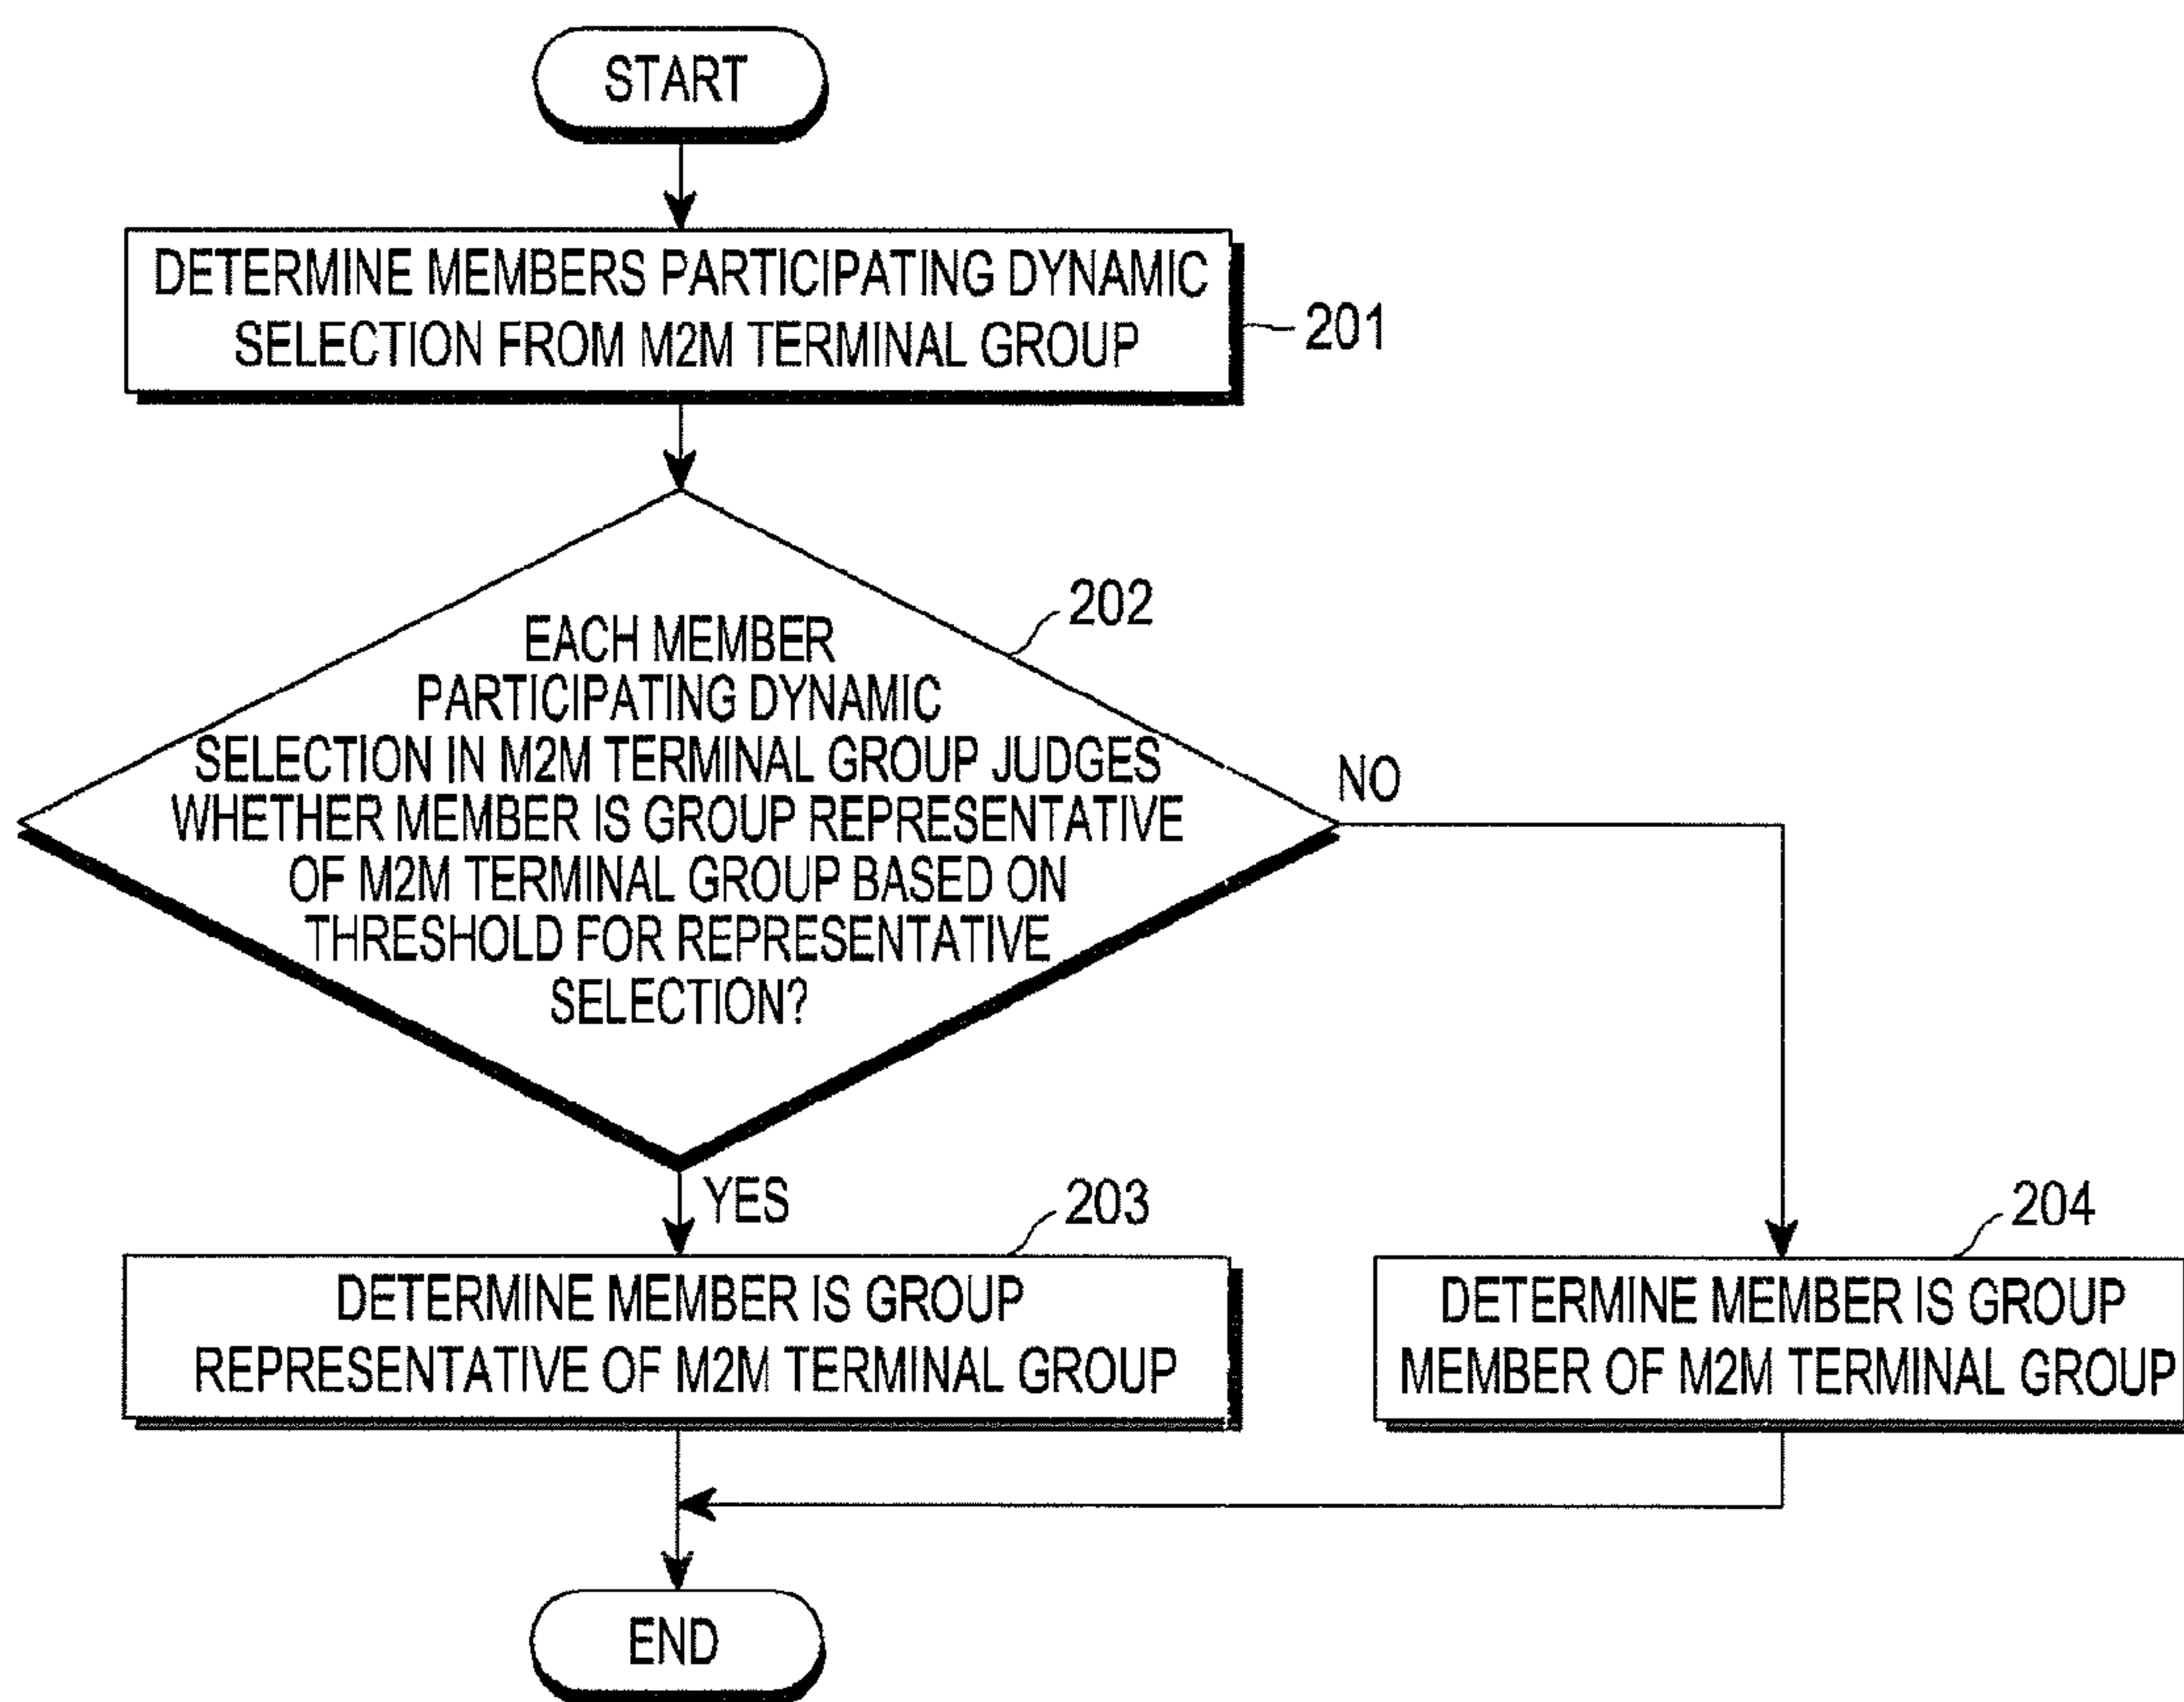 START
DETERMINE MEMBERS PARTICIPATING DYNAMIC
SELECTION FROM M2M TERMINAL GROUP
201
202
EACH MEMBER
PARTICIPATING DYNAMIC
SELECTION IN M2M TERMINAL GROUP JUDGES
WHETHER MEMBER IS GROUP REPRESENTATIVE
OF M2M TERMINAL GROUP BASED ON
THRESHOLD FOR REPRESENTATIVE
SELECTION?
NO
YES
203
DETERMINE MEMBER IS GROUP
REPRESENTATIVE OF M2M TERMINAL GROUP
204
DETERMINE MEMBER IS GROUP
MEMBER OF M2M TERMINAL GROUP
END